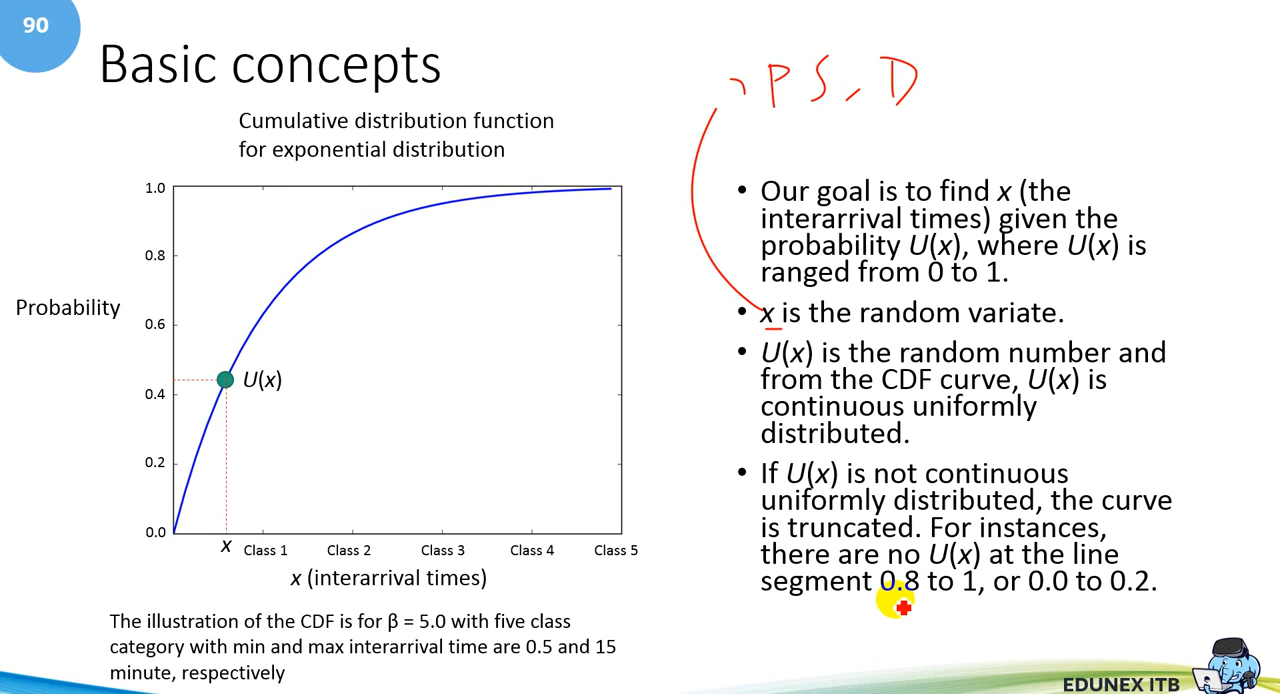 90
Basic concepts
P S, D
Cumulative distribution function
for exponential distribution
1.0
0.8
Probability
0.6
U(x)
0.4
0.2
0.0
x Class 1 Class 2 Class 3 Class 4 Class 5
x (interarrival times)
The illustration of the CDF is for β = 5.0 with five class
category with min and max interarrival time are 0.5 and 15
minute, respectively
• Our goal is to find x (the
interarrival times) given the
probability U(x), where U(x) is
ranged from 0 to 1.
• x is the random variate.
• U(x) is the random number and
from the CDF curve, U(x) is
continuous uniformly
distributed.
• If U(x) is not continuous
uniformly distributed, the curve
is truncated. For instances,
there are no U(x) at the line
segment 0.8 to 1, or 0.0 to 0.2.
EDUNEX ITB